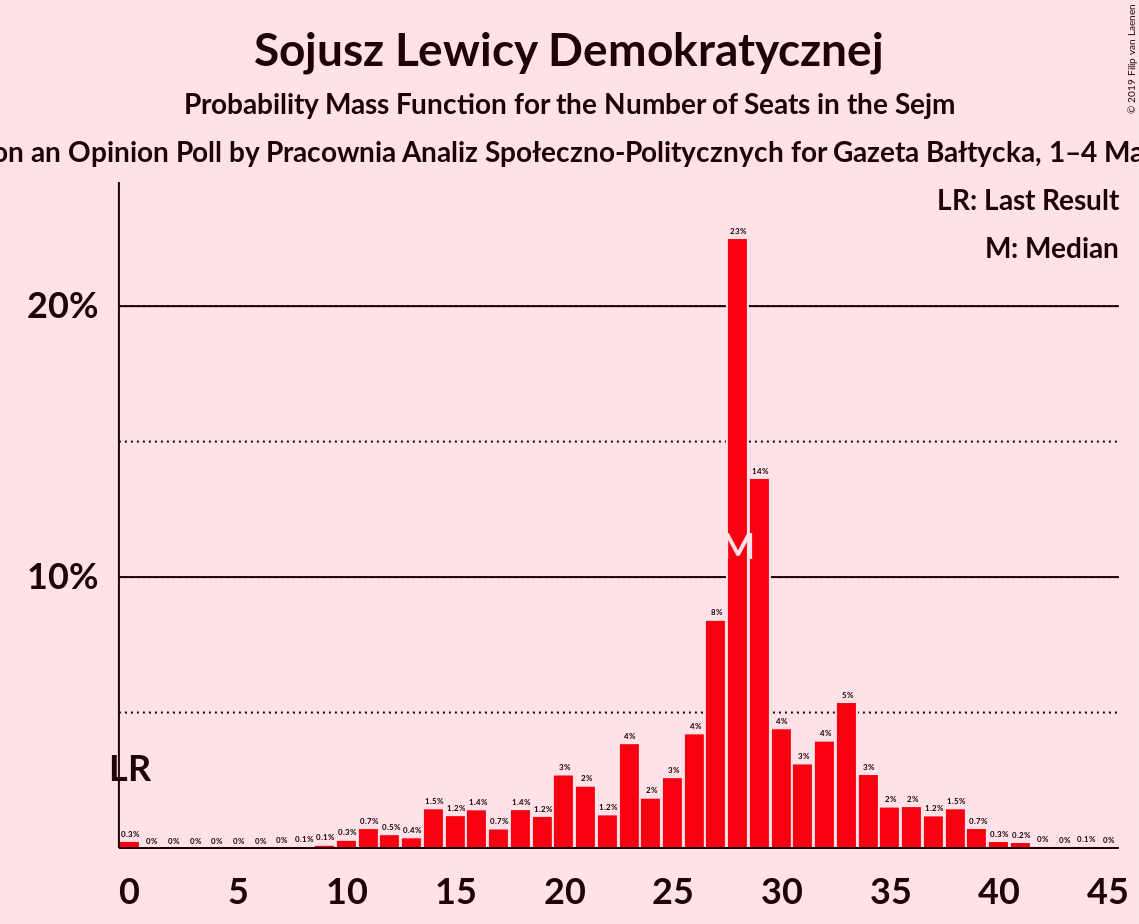 Sojusz Lewicy Demokratycznej
Probability Mass Function for the Number of Seats in the Sejm
on an Opinion Poll by Pracownia Analiz Społeczno-Politycznych for Gazeta Bałtycka, 1–4 Ma
© 2019 Filip van Laenen
LR: Last Result
M: Median
20%
10%
LR
M
0.3% 0% 0% 0% 0% 0% 0% 0% 0.1% 0.1% 0.3% 0.7% 0.5% 0.4% 1.5% 1.2% 1.4% 0.7% 1.4% 1.2% 3% 2% 1.2% 4% 2% 3% 4% 8% 23% 14% 4% 3% 4% 5% 3% 2% 2% 1.2% 1.5% 0.7% 0.3% 0.2% 0% 0% 0.1% 0%
0 5 10 15 20 25 30 35 40 45